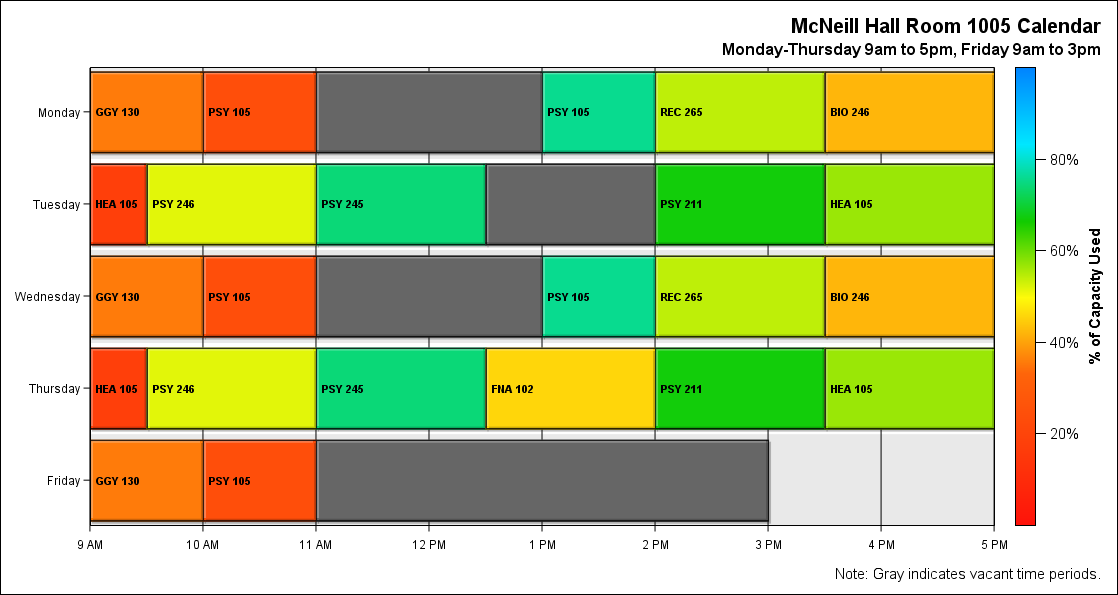 McNeill Hall Room 1005 Calendar
Monday-Thursday 9am to 5pm, Friday 9am to 3pm
Monday
GGY 130
PSY 105
PSY 105
REC 265
BIO 246
Tuesday
HEA 105
PSY 246
PSY 245
PSY 211
HEA 105
Wednesday
GGY 130
PSY 105
PSY 105
REC 265
BIO 246
Thursday
HEA 105
PSY 246
PSY 245
FNA 102
PSY 211
HEA 105
Friday
GGY 130
PSY 105
9 AM
10 AM
11 AM
12 PM
1 PM
2 PM
3 PM
4 PM
5 PM
80%
60%
40%
20%
% of Capacity Used
Note: Gray indicates vacant time periods.